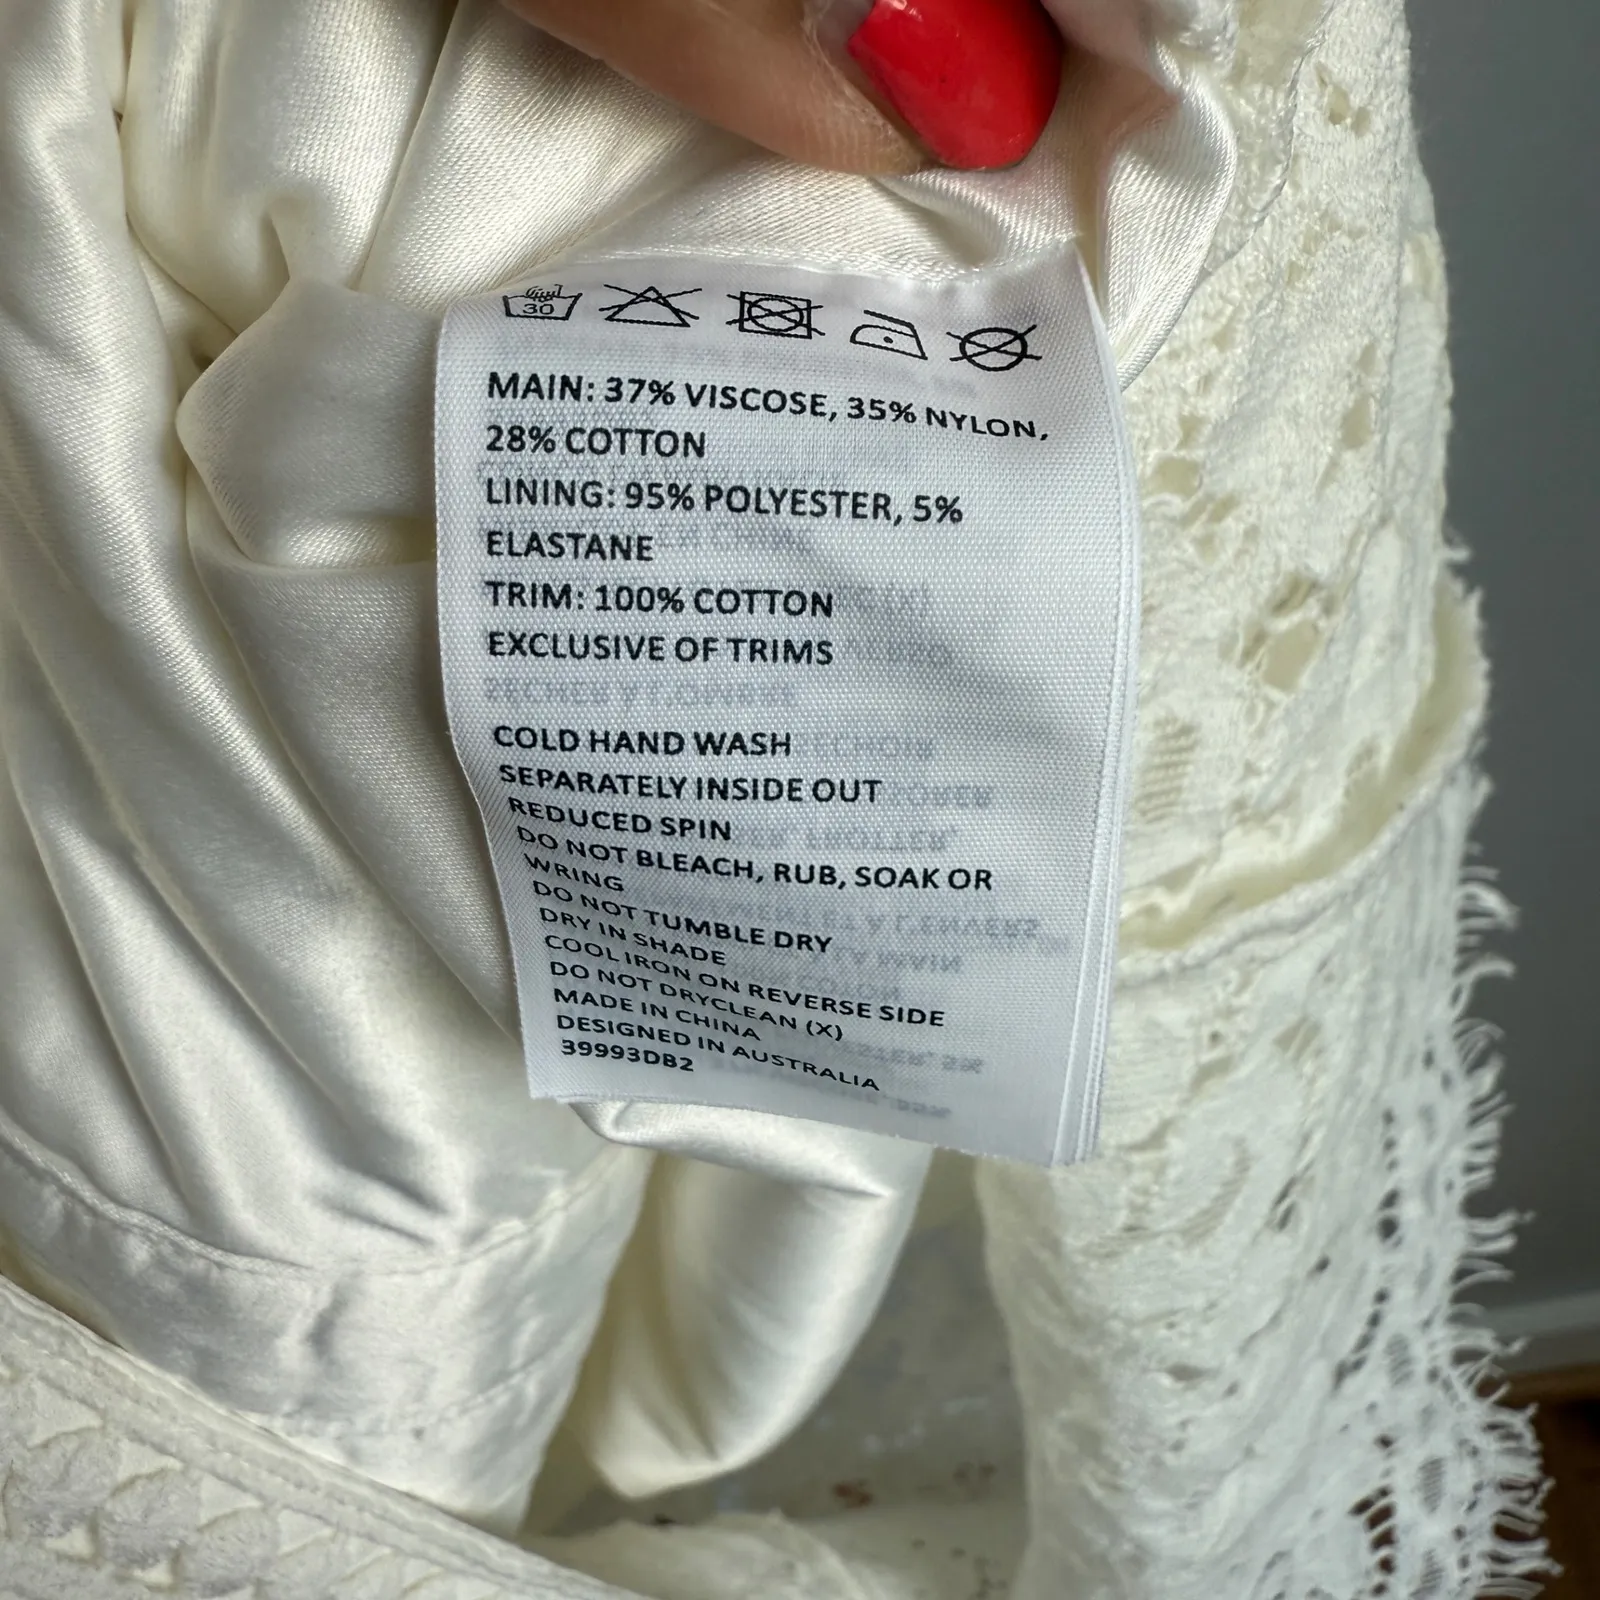 30
MAIN: 37% VISCOSE, 35% NYLON,
28% COTTON
LINING: 95% POLYESTER, 5%
ELASTANE
TRIM: 100% COTTON
EXCLUSIVE OF TRIMS
COLD HAND WASH
SEPARATELY INSIDE OUT
REDUCED SPIN
DO NOT BLEACH, RUB, SOAK OR
WRING
DO NOT TUMBLE DRY
DRY IN SHADE
COOL IRON ON REVERSE SIDE
DO NOT DRYCLEAN (X)
MADE IN CHINA
DESIGNED IN AUSTRALIA
39993DB2